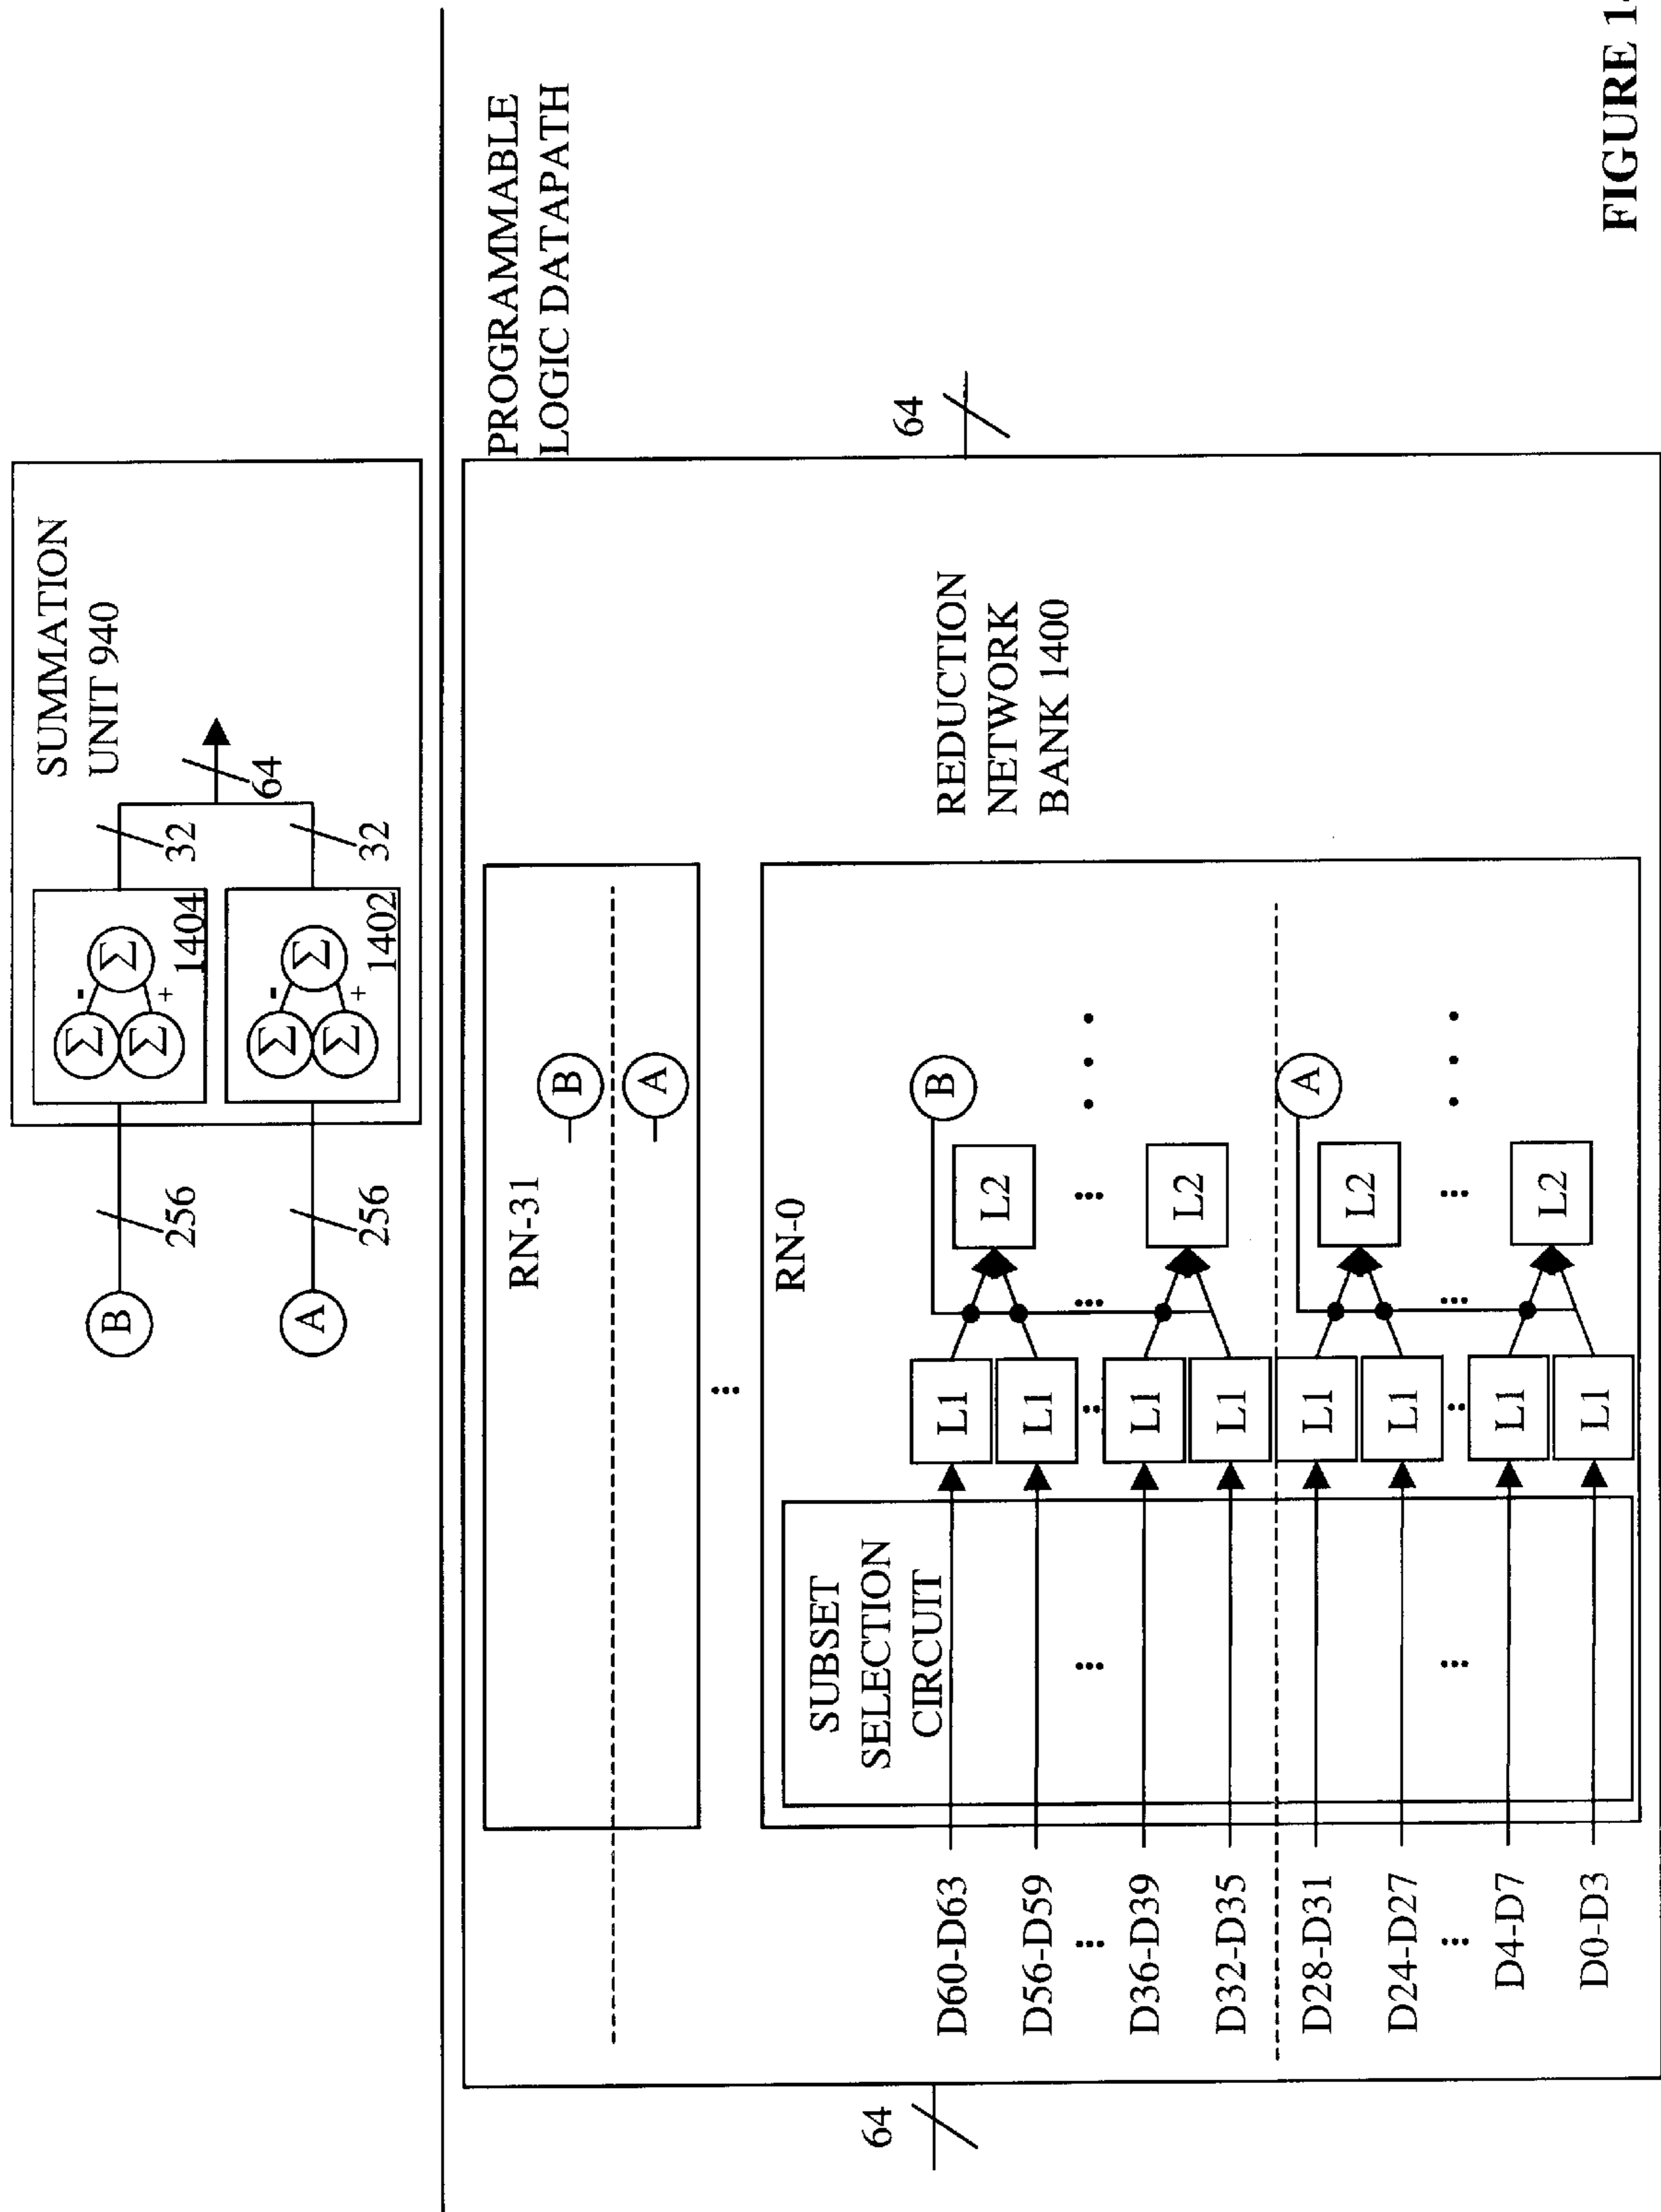 SUMMATION
UNIT 940
B
256
Σ
Σ
Σ
-
+
1404
32
64
A
256
Σ
Σ
Σ
-
+
1402
32
PROGRAMMABLE
LOGIC DATAPATH
RN-31
B
A
...
REDUCTION
NETWORK
BANK 1400
64
64
RN-0
SUBSET
SELECTION
CIRCUIT
D60-D63
L1
L2
B
D56-D59
L1
...
D36-D39
L1
L2
D32-D35
L1
D28-D31
L1
L2
A
D24-D27
L1
...
D4-D7
L1
L2
D0-D3
L1
FIGURE